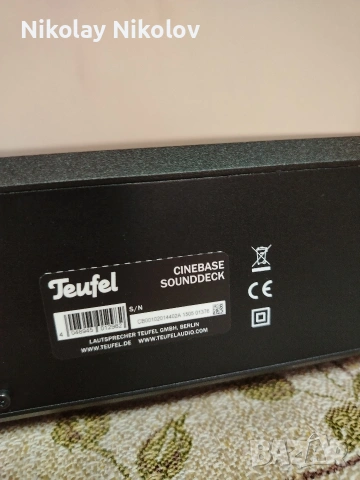 Nikolay Nikolov
Teufel
CINEBASE
SOUNDDECK
S/N
LAUTSPRECHER TEUFEL GMBH, BERLIN
WWW.TEUFEL.DE WWW.TEUFELAUDIO.COM
CE